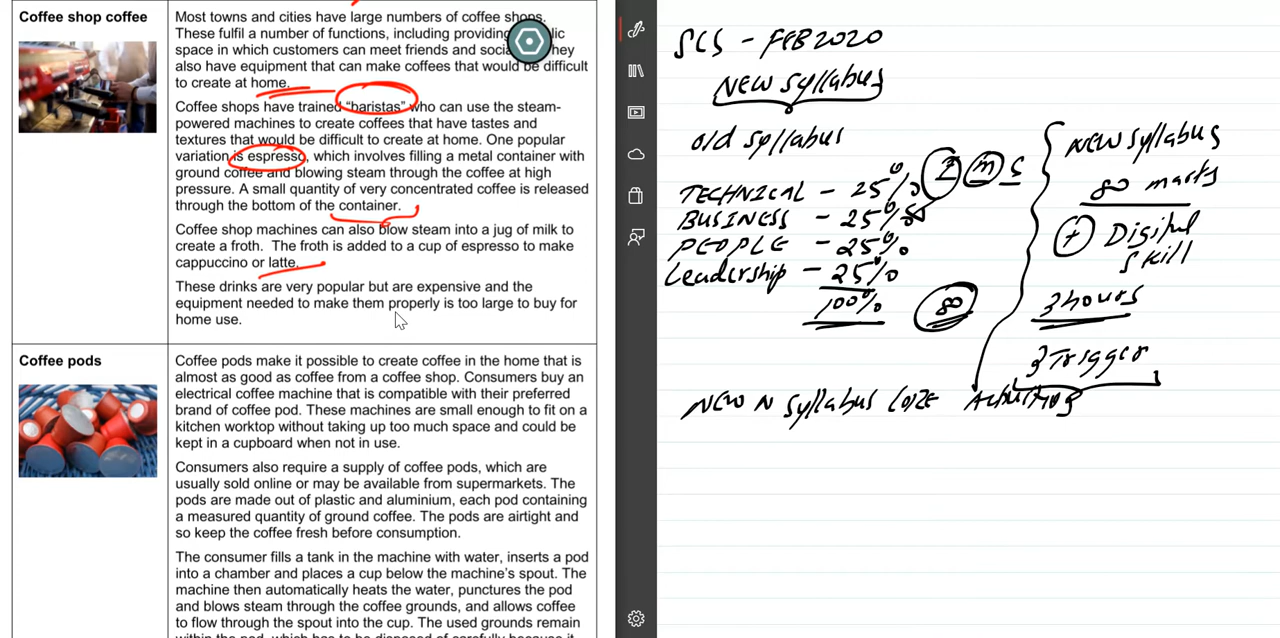 Coffee shop coffee
Most towns and cities have large numbers of coffee shops.
These fulfil a number of functions, including providing
space in which customers can meet friends and
also have equipment that can make coffees that would be difficult
to create at home.
Coffee shops have trained "baristas" who can use the steam-
powered machines to create coffees that have tastes and
textures that would be difficult to create at home. One popular
variation is espresso, which involves filling a metal container with
ground coffee and blowing steam through the coffee at high
pressure. A small quantity of very concentrated coffee is released
through the bottom of the container.
Coffee shop machines can also blow steam into a jug of milk to
create a froth. The froth is added to a cup of espresso to make
cappuccino or latte.
These drinks are very popular but are expensive and the
equipment needed to make them properly is too large to buy for
home use.
Coffee pods
Coffee pods make it possible to create coffee in the home that is
almost as good as coffee from a coffee shop. Consumers buy an
electrical coffee machine that is compatible with their preferred
brand of coffee pod. These machines are small enough to fit on a
kitchen worktop without taking up too much space and could be
kept in a cupboard when not in use.
Consumers also require a supply of coffee pods, which are
usually sold online or may be available from supermarkets. The
pods are made out of plastic and aluminium, each pod containing
a measured quantity of ground coffee. The pods are airtight and
so keep the coffee fresh before consumption.
The consumer fills a tank in the machine with water, inserts a pod
into a chamber and places a cup below the machine's spout. The
machine then automatically heats the water, punctures the pod
and blows steam through the coffee grounds, and allows coffee
to flow through the spout into the cup. The used grounds remain
within the pod, which has to be disposed of carefully because it
SCS - FEB 2020
NEW syllabus
old syllabus
TECHNICAL - 25% m S
BUSINESS - 25%
PEOPLE - 25%
Leadership - 25%
100% 80
NEW syllabus
80 marks
+ Digital
skill
3 hours
3 Trigger
NEW N syllabus